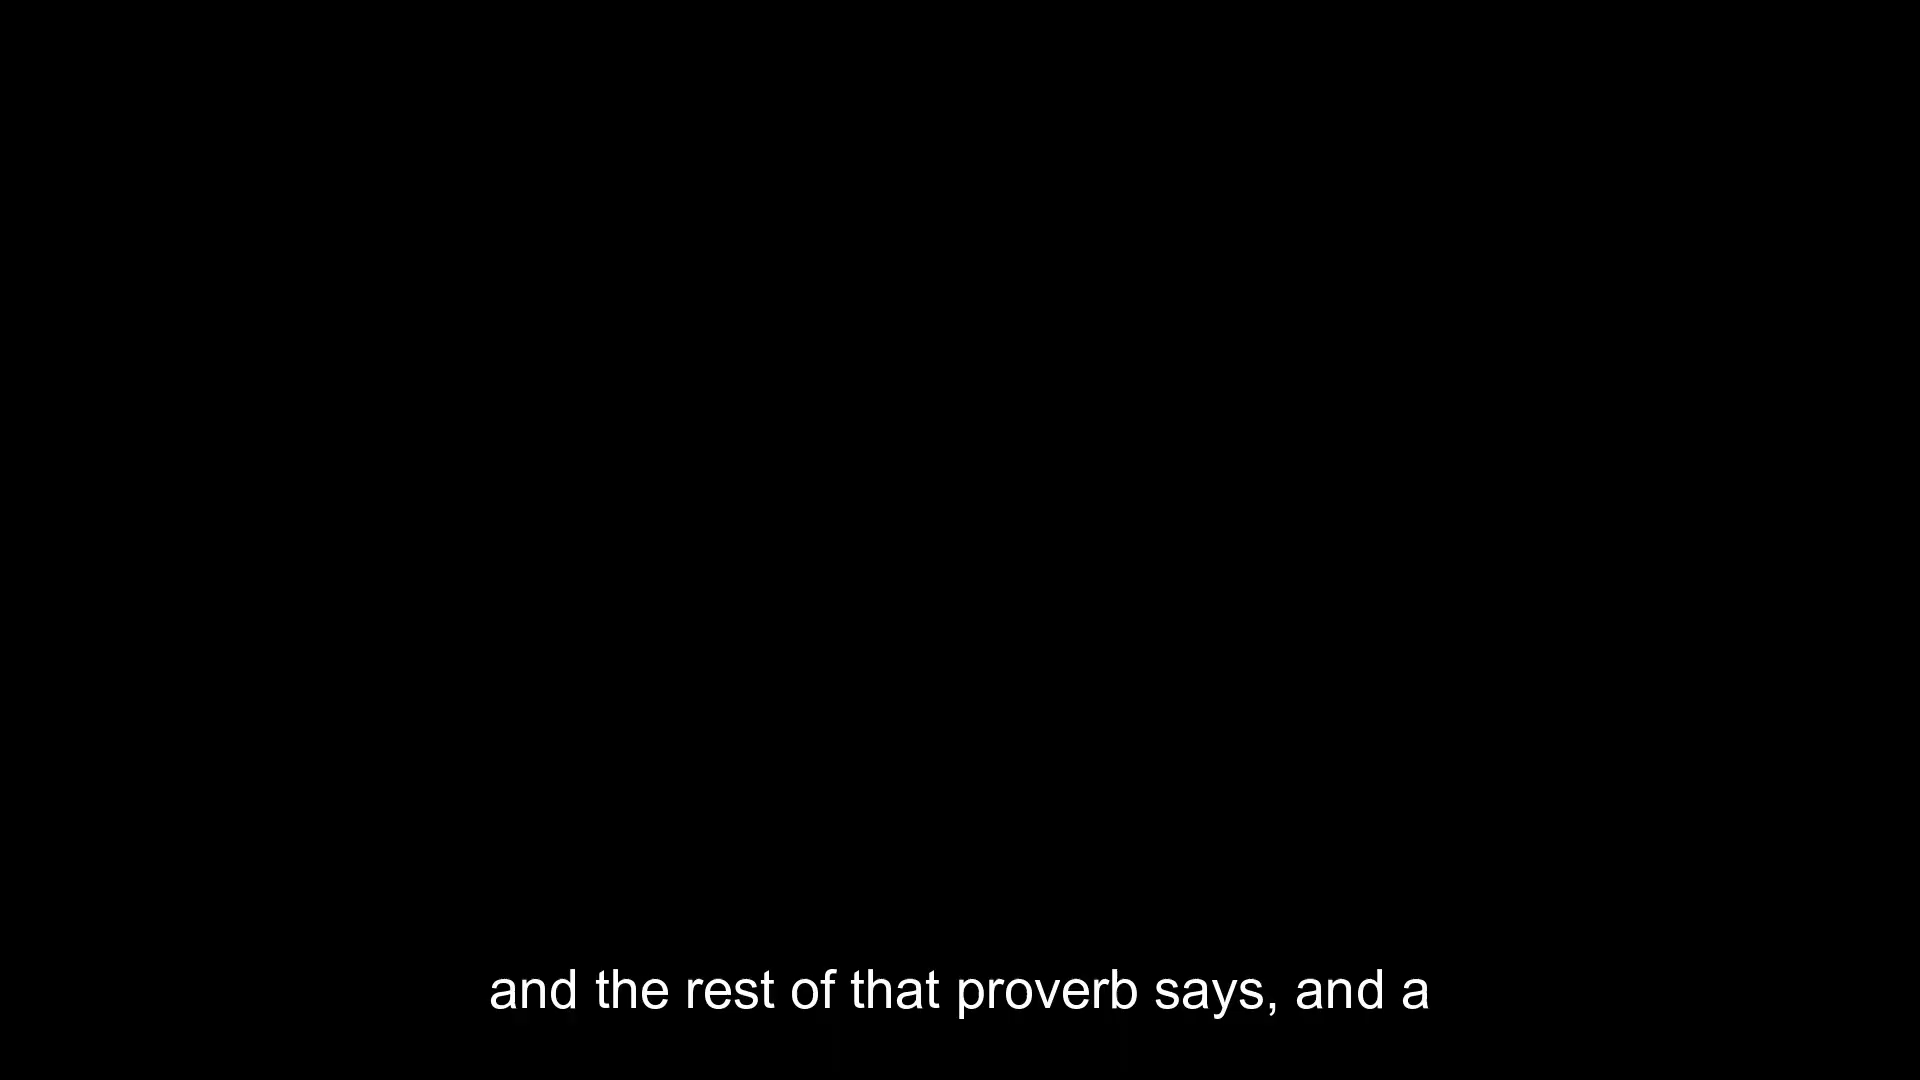 and the rest of that proverb says, and a